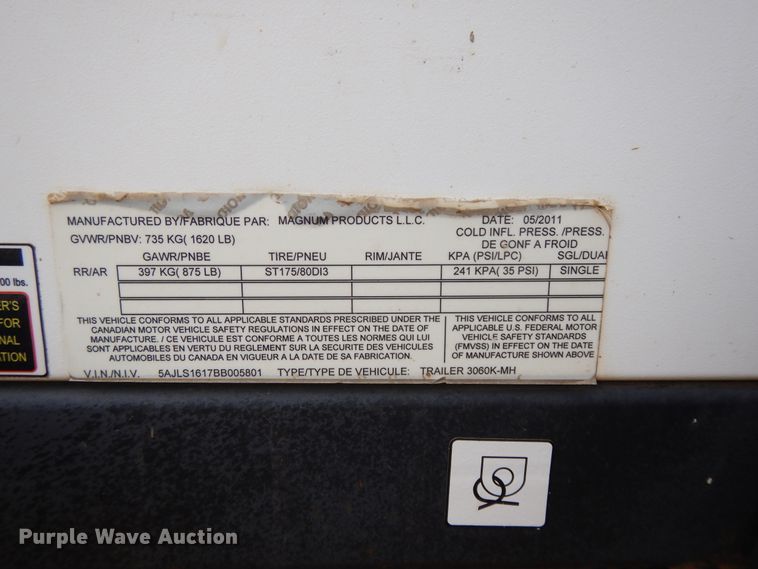 MANUFACTURED BY/FABRIQUE PAR: MAGNUM PRODUCTS L.L.C. DATE: 05/2011
GVWR/PNBV: 735 KG( 1620 LB) COLD INFL. PRESS. /PRESS.
DE GONF A FROID
GAWR/PNBE TIRE/PNEU RIM/JANTE KPA (PSI/LPC) SGL/DUAL
RR/AR 397 KG( 875 LB) ST175/80DI3 241 KPA( 35 PSI) SINGLE
THIS VEHICLE CONFORMS TO ALL APPLICABLE STANDARDS PRESCRIBED UNDER THE
CANADIAN MOTOR VEHICLE SAFETY REGULATIONS IN EFFECT ON THE DATE OF
MANUFACTURE. / CE VEHICULE EST CONFORME A TOUTES LES NORMES QUI LUI
SONT APPLICABLES EN VERTU DU REGLEMENT SUR LA SECURITE DES VEHICULES
AUTOMOBILES DU CANADA EN VIGUEUR A LA DATE DE SA FABRICATION.
THIS VEHICLE CONFORMS TO ALL
APPLICABLE U.S. FEDERAL MOTOR
VEHICLE SAFETY STANDARDS
(FMVSS) IN EFFECT ON THE DATE
OF MANUFACTURE SHOWN ABOVE.
V.I.N./N.I.V. 5AJLS1617BB005801 TYPE/TYPE DE VEHICULE: TRAILER 3060K-MH
00 lbs.
ER'S
FOR
NAL
ATION
Purple Wave Auction